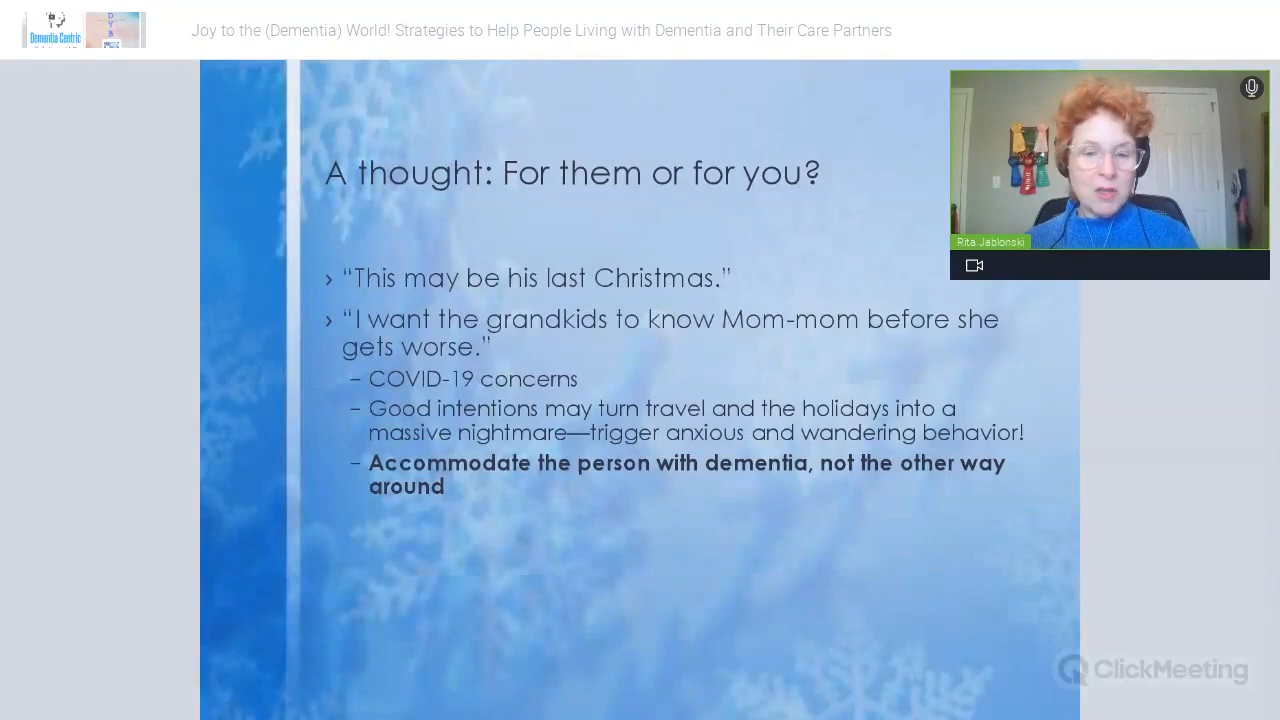 Dementia Centric
Joy to the (Dementia) World! Strategies to Help People Living with Dementia and Their Care Partners
A thought: For them or for you?
› “This may be his last Christmas.”
› “I want the grandkids to know Mom-mom before she
gets worse.”
– COVID-19 concerns
– Good intentions may turn travel and the holidays into a
massive nightmare—trigger anxious and wandering behavior!
– Accommodate the person with dementia, not the other way
around
Rita Jablonski
ClickMeeting